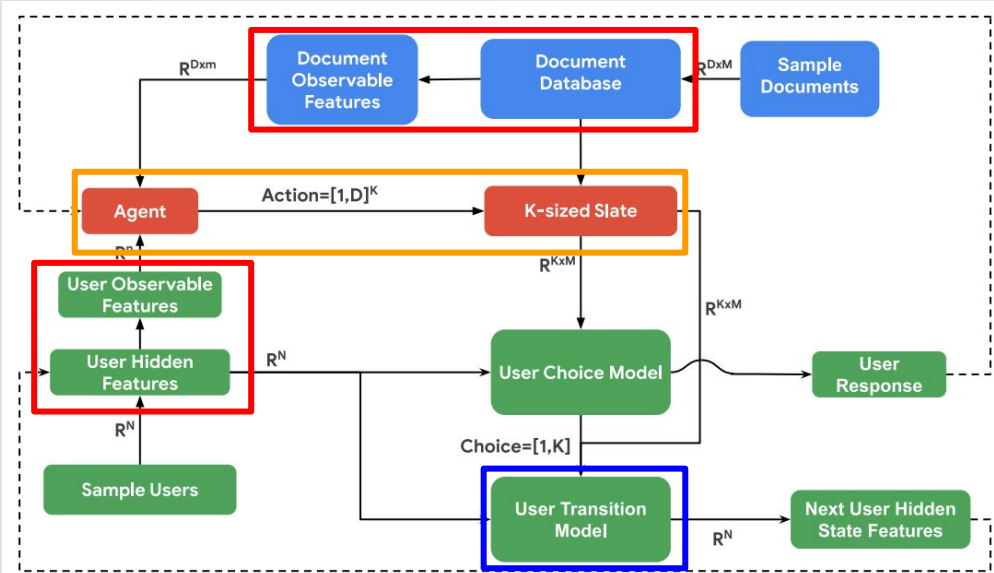 Document
Observable
Features
R^Dxm
Document
Database
R^DxM
Sample
Documents
Agent
Action=[1,D]^K
K-sized Slate
R^n
R^KxM
R^KxM
User Observable
Features
User Hidden
Features
R^N
User Choice Model
User
Response
R^N
Choice=[1,K]
Sample Users
User Transition
Model
R^N
Next User Hidden
State Features